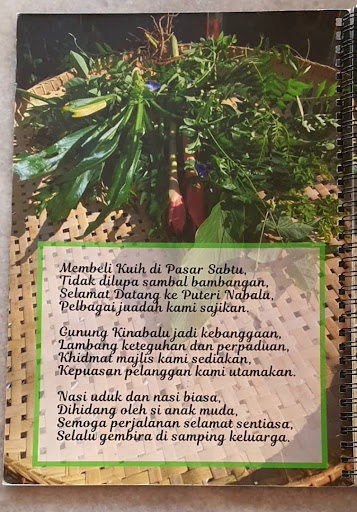 Membeli Kuih di Pasar Sabtu,
Tidak dilupa sambal bambangan,
Selamat Datang ke Puteri Nabalu,
Pelbagai juadah kami sajikan.
Gunung Kinabalu jadi kebanggaan,
Lambang keteguhan dan perpaduan,
Khidmat majlis kami sediakan,
Kepuasan pelanggan kami utamakan.
Nasi uduk dan nasi biasa,
Dihidang oleh si anak muda,
Semoga perjalanan selamat sentiasa,
Selalu gembira di samping keluarga.